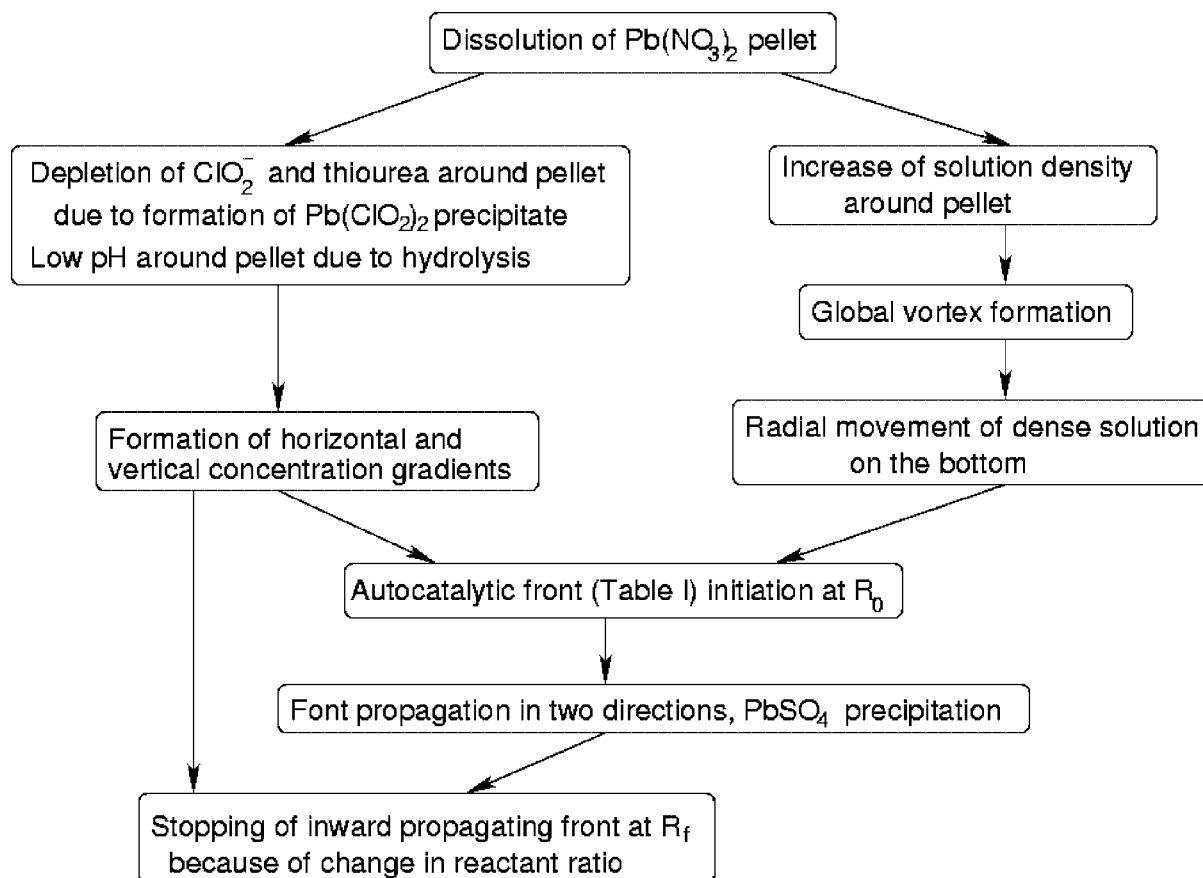 Dissolution of Pb(NO3)2 pellet
Depletion of ClO2⁻ and thiourea around pellet
due to formation of Pb(ClO2)2 precipitate
Low pH around pellet due to hydrolysis
Increase of solution density
around pellet
Global vortex formation
Formation of horizontal and
vertical concentration gradients
Radial movement of dense solution
on the bottom
Autocatalytic front (Table I) initiation at R0
Font propagation in two directions, PbSO4 precipitation
Stopping of inward propagating front at Rf
because of change in reactant ratio